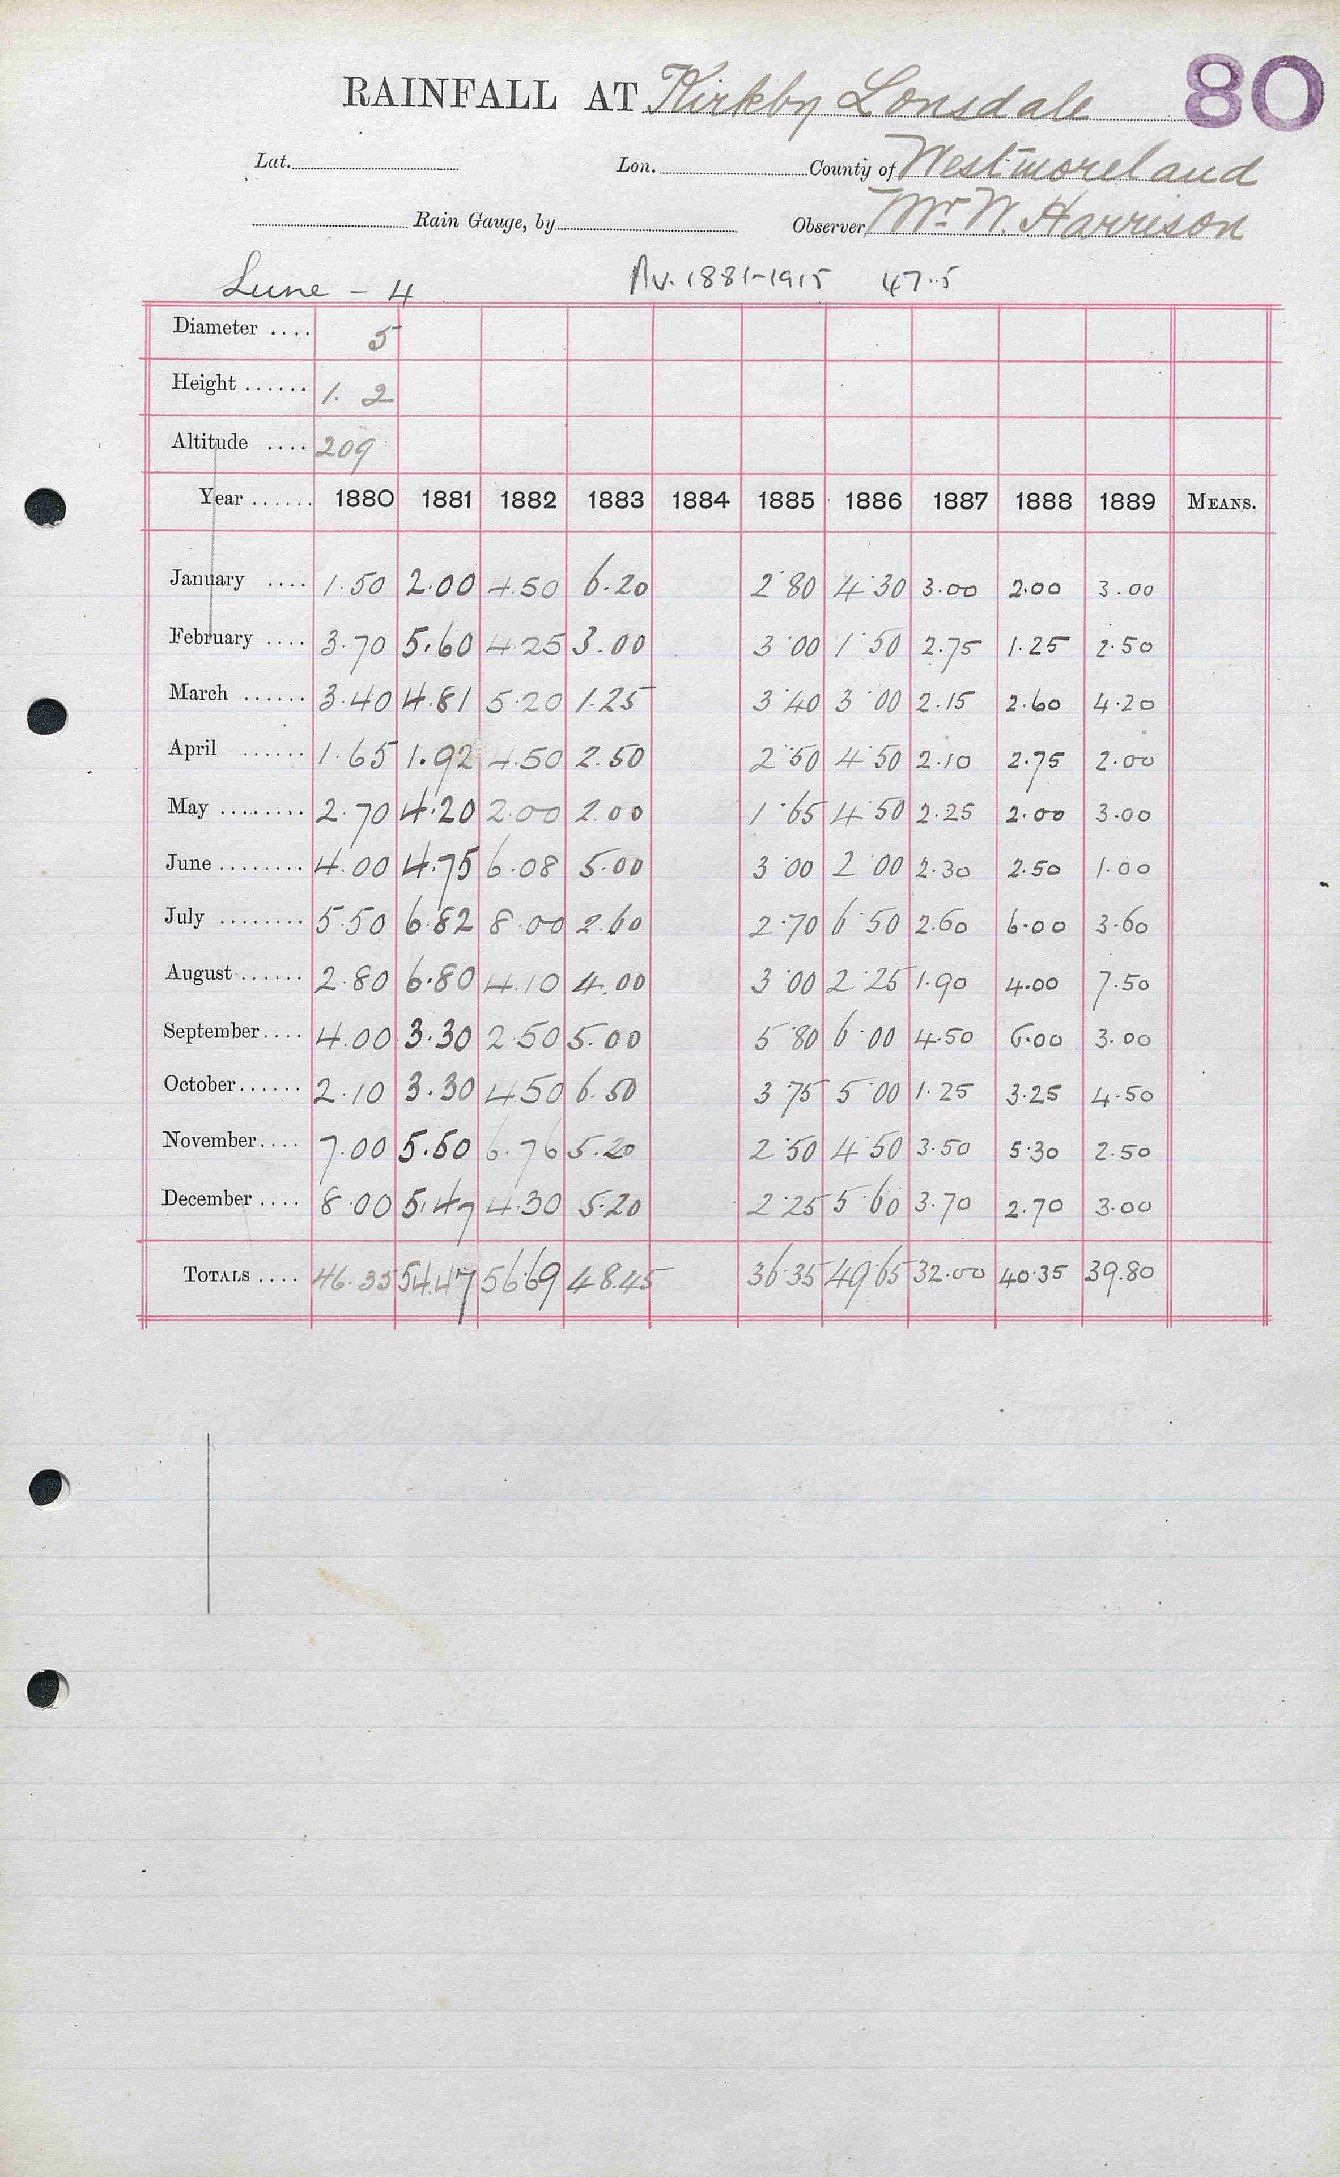 80
RAINFALL AT Kirkby Lonsdale
Lat. Lon. County of Westmoreland
Rain Gauge, by Observer Mr. W. Harrison
Lune - 4 Av. 1881-1915 47.5
Diameter .... 5
Height ...... 1. 2
Altitude .... 209
Year ...... 1880 1881 1882 1883 1884 1885 1886 1887 1888 1889 MEANS.
January .... 1.50 2.00 4.50 6.20 2.80 4.30 3.00 2.00 3.00
February .... 3.70 5.60 4.25 3.00 3.00 1.50 2.75 1.25 2.50
March ...... 3.40 4.81 5.20 1.25 3.40 3.00 2.15 2.60 4.20
April ...... 1.65 1.92 4.50 2.50 2.50 4.50 2.10 2.75 2.00
May ........ 2.70 4.20 2.00 2.00 1.65 4.50 2.25 2.00 3.00
June ........ 4.00 4.75 6.08 5.00 3.00 2.00 2.30 2.50 1.00
July ........ 5.50 6.82 8.00 2.60 2.70 6.50 2.60 6.00 3.60
August ...... 2.80 6.80 4.10 4.00 3.00 2.25 1.90 4.00 7.50
September .... 4.00 3.30 2.50 5.00 5.80 6.00 4.50 6.00 3.00
October ...... 2.10 3.30 4.50 6.50 3.75 5.00 1.25 3.25 4.50
November .... 7.00 5.50 6.76 5.20 2.50 4.50 3.50 5.30 2.50
December .... 8.00 5.47 4.30 5.20 2.25 5.60 3.70 2.70 3.00
TOTALS .... 46.35 54.47 56.69 48.45 36.35 49.65 32.00 40.35 39.80